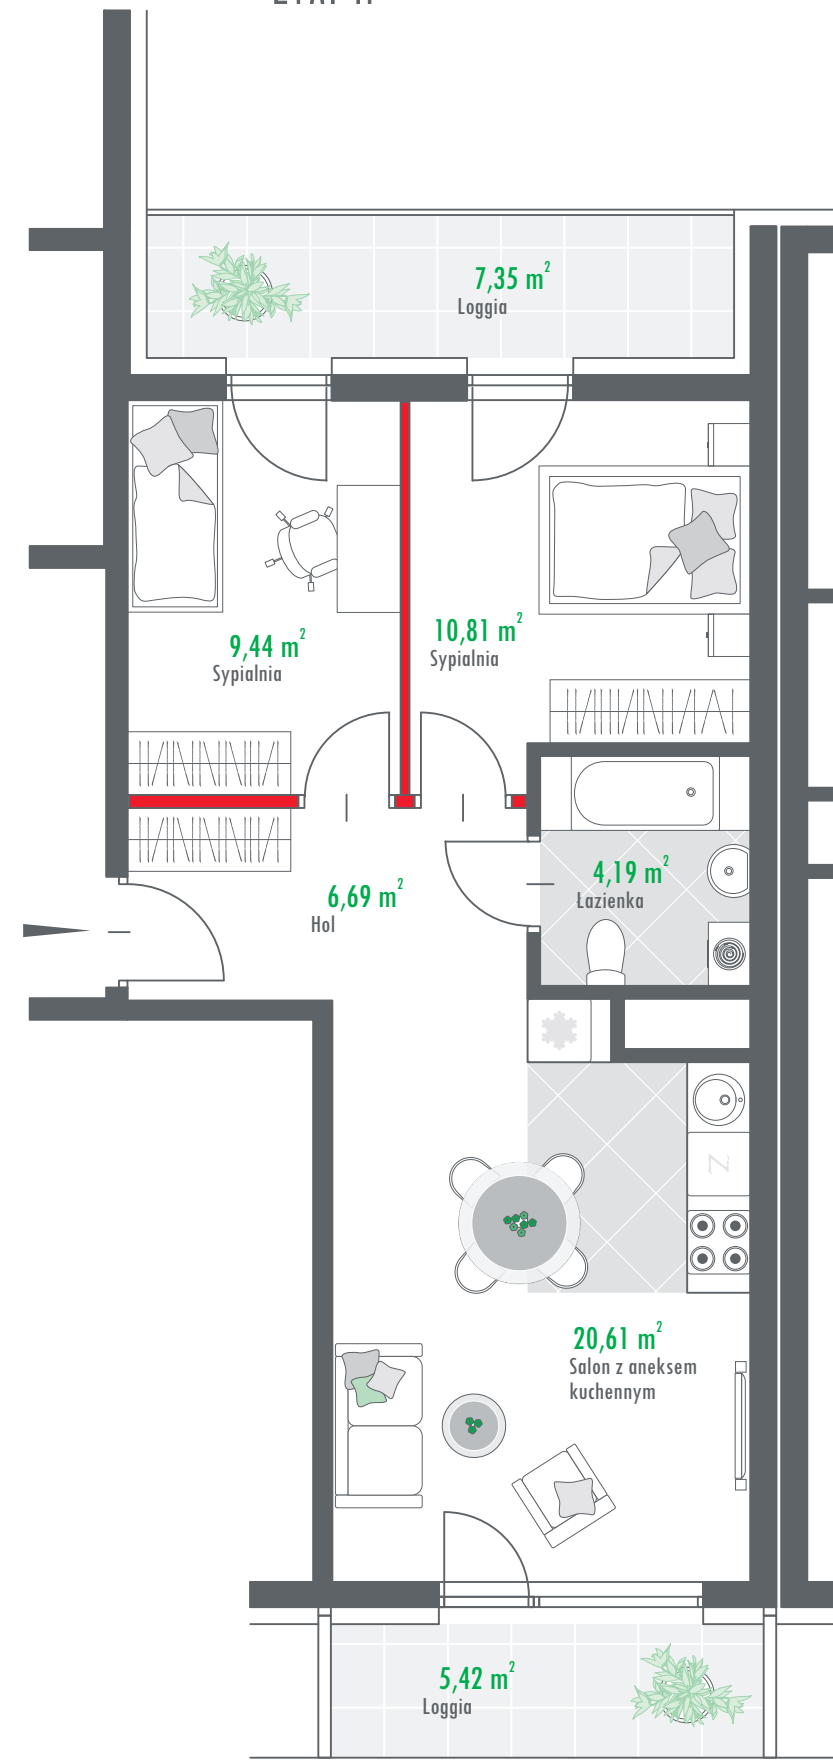 7,35 m²
Loggia
9,44 m²
Sypialnia
10,81 m²
Sypialnia
4,19 m²
Łazienka
6,69 m²
Hol
Z
20,61 m²
Salon z aneksem
kuchennym
5,42 m²
Loggia